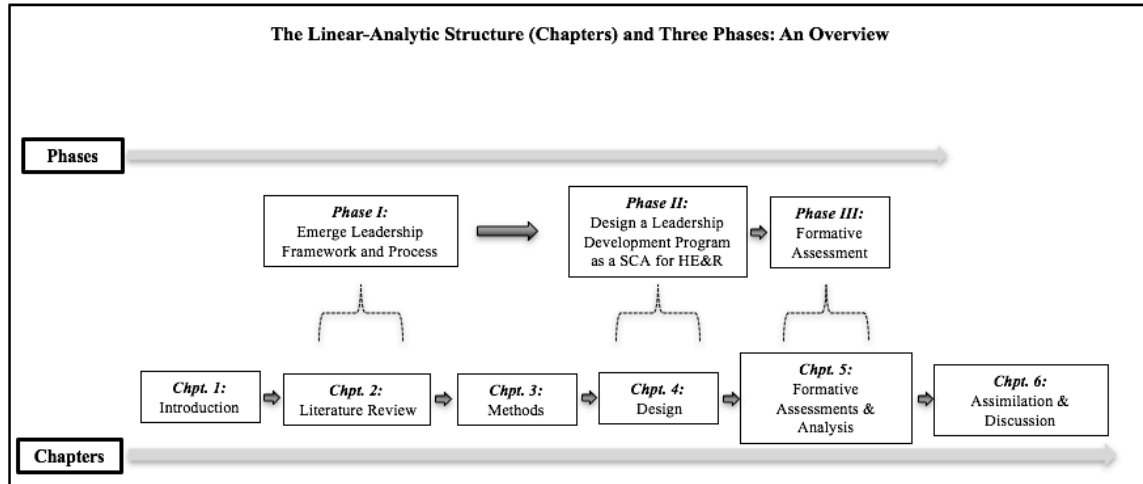 The Linear-Analytic Structure (Chapters) and Three Phases: An Overview
Phases
Phase I:
Emerge Leadership
Framework and Process
Phase II:
Design a Leadership
Development Program
as a SCA for HE&R
Phase III:
Formative
Assessment
Chpt. 1:
Introduction
Chpt. 2:
Literature Review
Chpt. 3:
Methods
Chpt. 4:
Design
Chpt. 5:
Formative
Assessments &
Analysis
Chpt. 6:
Assimilation &
Discussion
Chapters